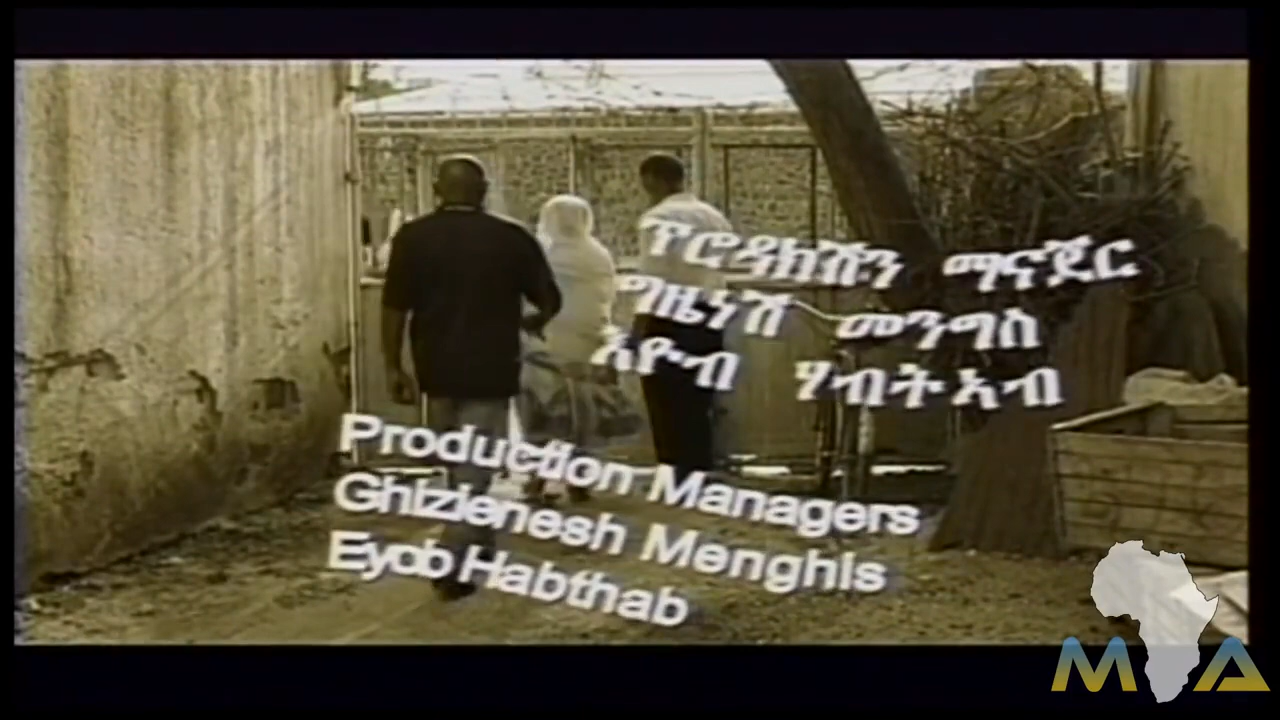 ፕሮዳክሽን ማናጀር
ግዜነሽ መንግስ
እዮብ ሃብትኣብ
Production Managers
Ghizienesh Menghis
Eyob Habthab
MA